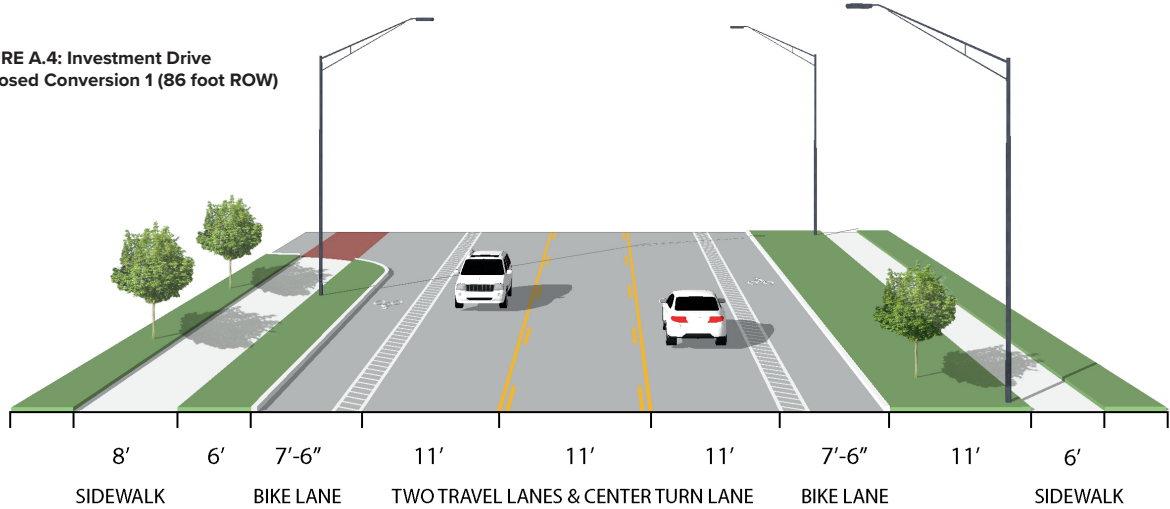 RE A.4: Investment Drive
osed Conversion 1 (86 foot ROW)
8′ 6′ 7′-6″ 11′ 11′ 11′ 7′-6″ 11′ 6′
SIDEWALK BIKE LANE TWO TRAVEL LANES & CENTER TURN LANE BIKE LANE SIDEWALK